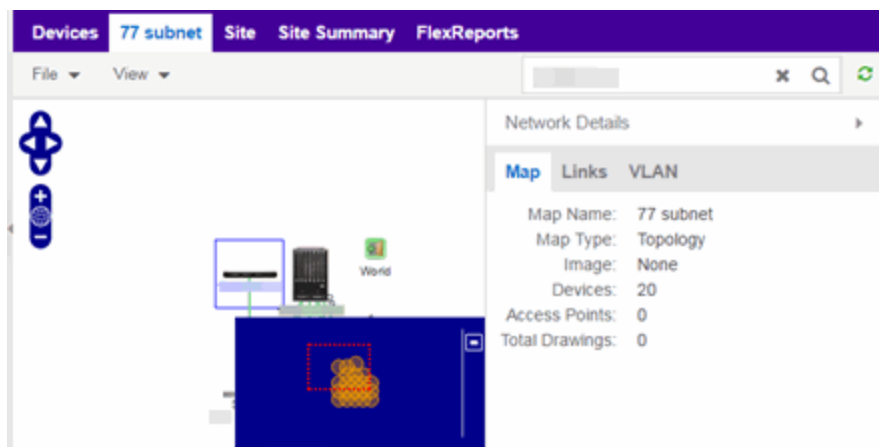 Devices 77 subnet Site Site Summary FlexReports
File View
Network Details
Map Links VLAN
Map Name: 77 subnet
Map Type: Topology
Image: None
Devices: 20
Access Points: 0
Total Drawings: 0
World